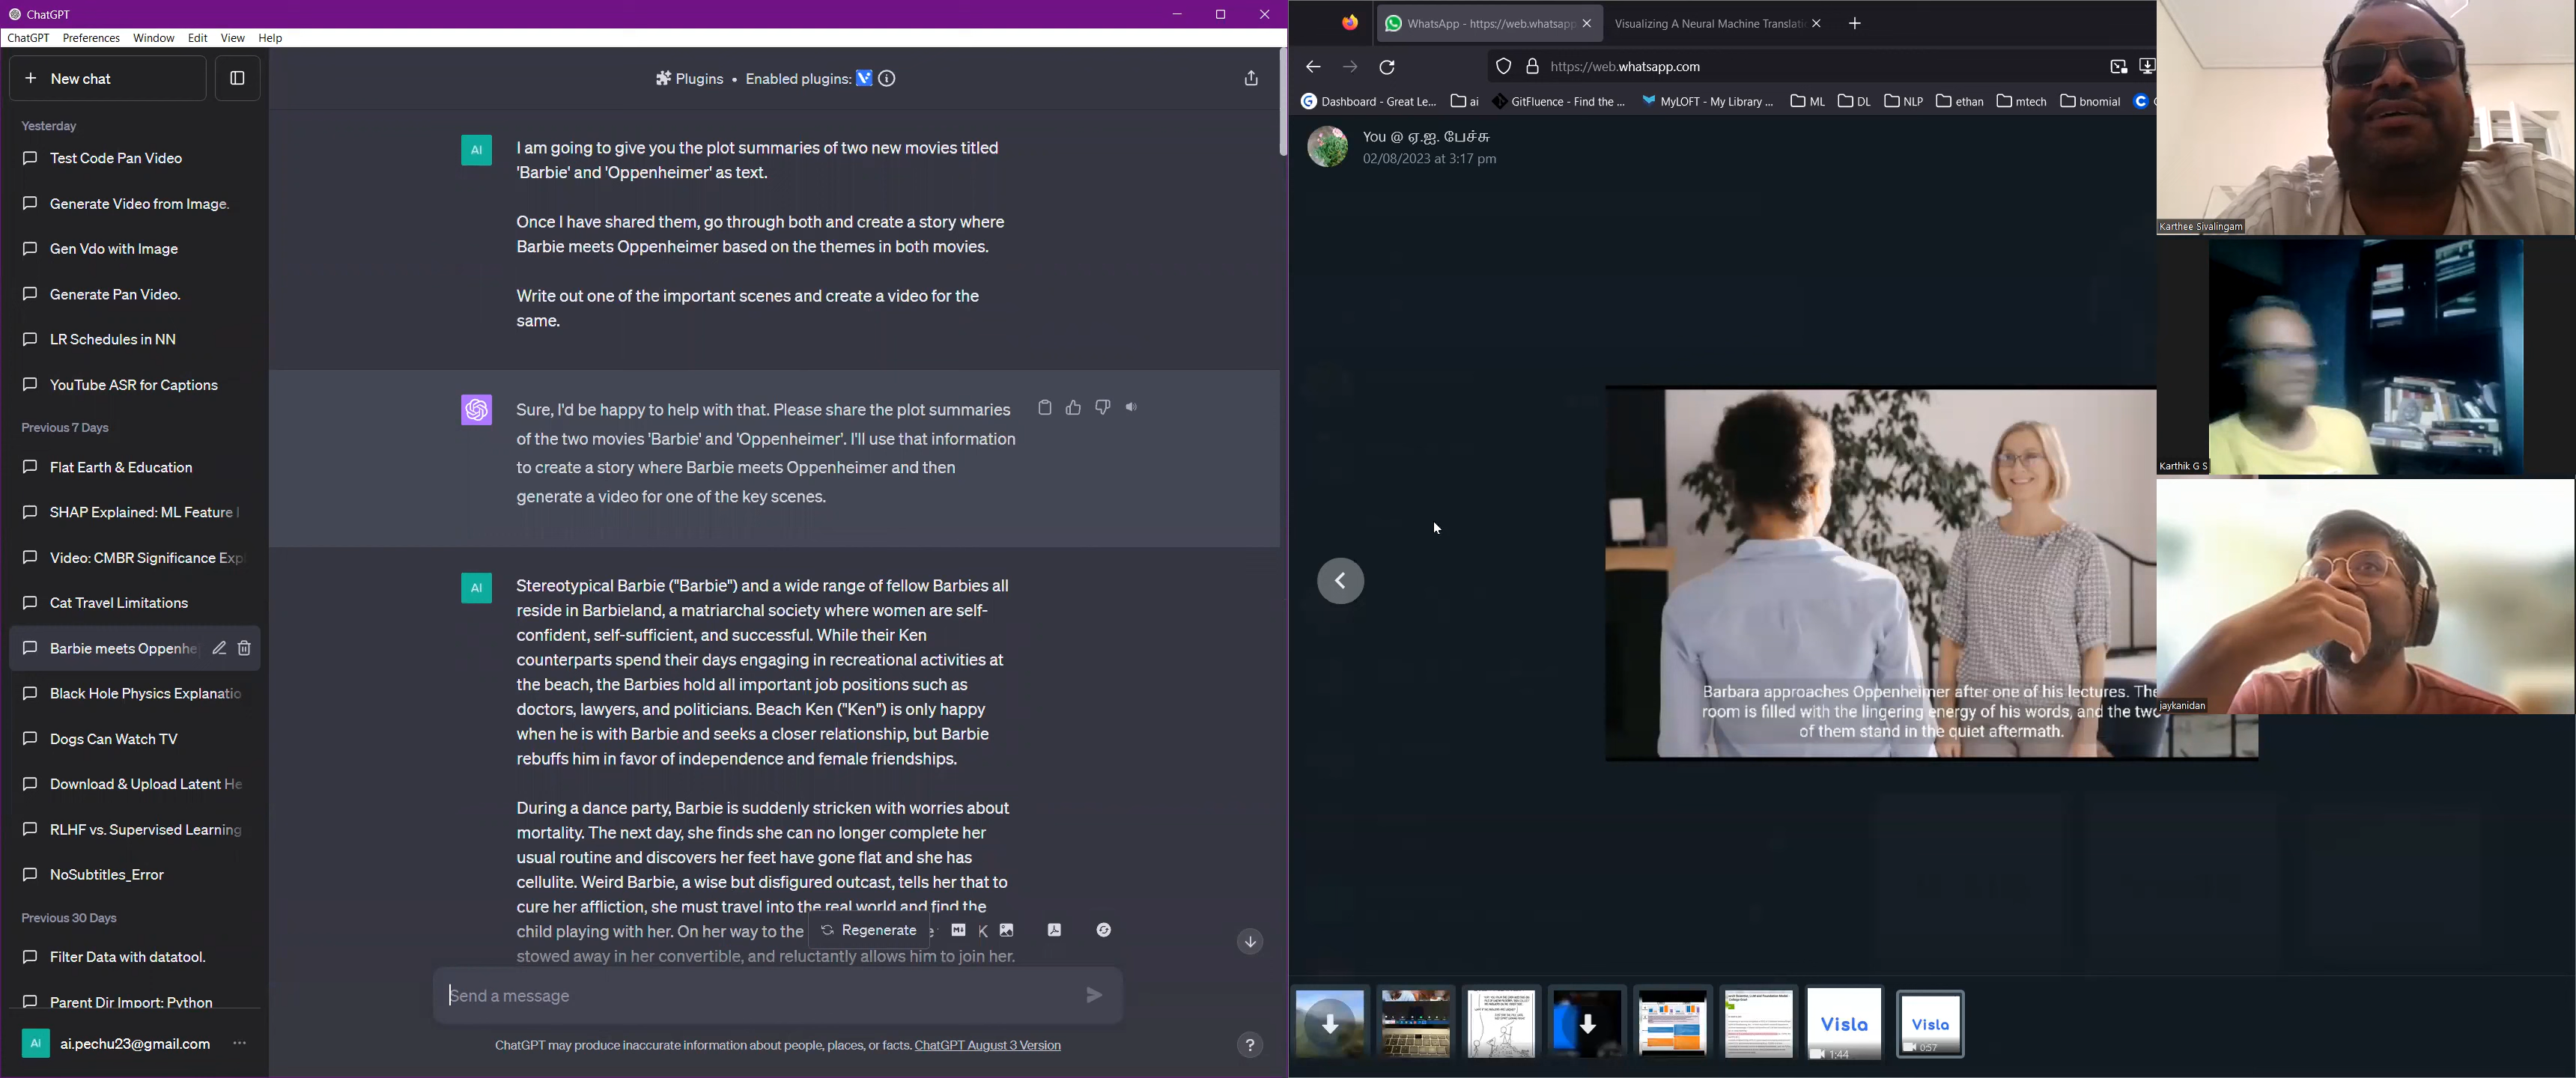 ChatGPT
ChatGPT Preferences Window Edit View Help
New chat
Yesterday
Test Code Pan Video
Generate Video from Image.
Gen Vdo with Image
Generate Pan Video.
LR Schedules in NN
YouTube ASR for Captions
Previous 7 Days
Flat Earth & Education
SHAP Explained: ML Feature
Video: CMBR Significance Exp
Cat Travel Limitations
Barbie meets Oppenhe
Black Hole Physics Explanatio
Dogs Can Watch TV
Download & Upload Latent He
RLHF vs. Supervised Learning
NoSubtitles_Error
Previous 30 Days
Filter Data with datatool.
Parent Dir Import: Python
AI ai.pechu23@gmail.com
Plugins • Enabled plugins:
AI
I am going to give you the plot summaries of two new movies titled
'Barbie' and 'Oppenheimer' as text.
Once I have shared them, go through both and create a story where
Barbie meets Oppenheimer based on the themes in both movies.
Write out one of the important scenes and create a video for the
same.
Sure, I'd be happy to help with that. Please share the plot summaries
of the two movies 'Barbie' and 'Oppenheimer'. I'll use that information
to create a story where Barbie meets Oppenheimer and then
generate a video for one of the key scenes.
AI
Stereotypical Barbie ("Barbie") and a wide range of fellow Barbies all
reside in Barbieland, a matriarchal society where women are self-
confident, self-sufficient, and successful. While their Ken
counterparts spend their days engaging in recreational activities at
the beach, the Barbies hold all important job positions such as
doctors, lawyers, and politicians. Beach Ken ("Ken") is only happy
when he is with Barbie and seeks a closer relationship, but Barbie
rebuffs him in favor of independence and female friendships.
During a dance party, Barbie is suddenly stricken with worries about
mortality. The next day, she finds she can no longer complete her
usual routine and discovers her feet have gone flat and she has
cellulite. Weird Barbie, a wise but disfigured outcast, tells her that to
cure her affliction, she must travel into the real world and find the
child playing with her. On her way to the
stowed away in her convertible, and reluctantly allows him to join her.
Regenerate
Send a message
ChatGPT may produce inaccurate information about people, places, or facts. ChatGPT August 3 Version
?
WhatsApp - https://web.whatsapp
Visualizing A Neural Machine Translati
https://web.whatsapp.com
Dashboard - Great Le... ai GitFluence - Find the ... MyLOFT - My Library ... ML DL NLP ethan mtech bnomial
You @ ஏ.ஐ. பேச்சு
02/08/2023 at 3:17 pm
Barbara approaches Oppenheimer after one of his lectures. The
room is filled with the lingering energy of his words, and the two
of them stand in the quiet aftermath.
Karthee Sivalingam
Karthik G S
jaykanidan
Visla
1:44
Visla
0:57